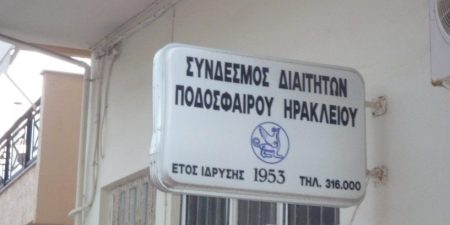 ΣΥΝΔΕΣΜΟΣ ΔΙΑΙΤΗΤΩΝ
ΠΟΔΟΣΦΑΙΡΟΥ ΗΡΑΚΛΕΙΟΥ
ΕΤΟΣ ΙΔΡΥΣΗΣ 1953 ΤΗΛ. 316.000